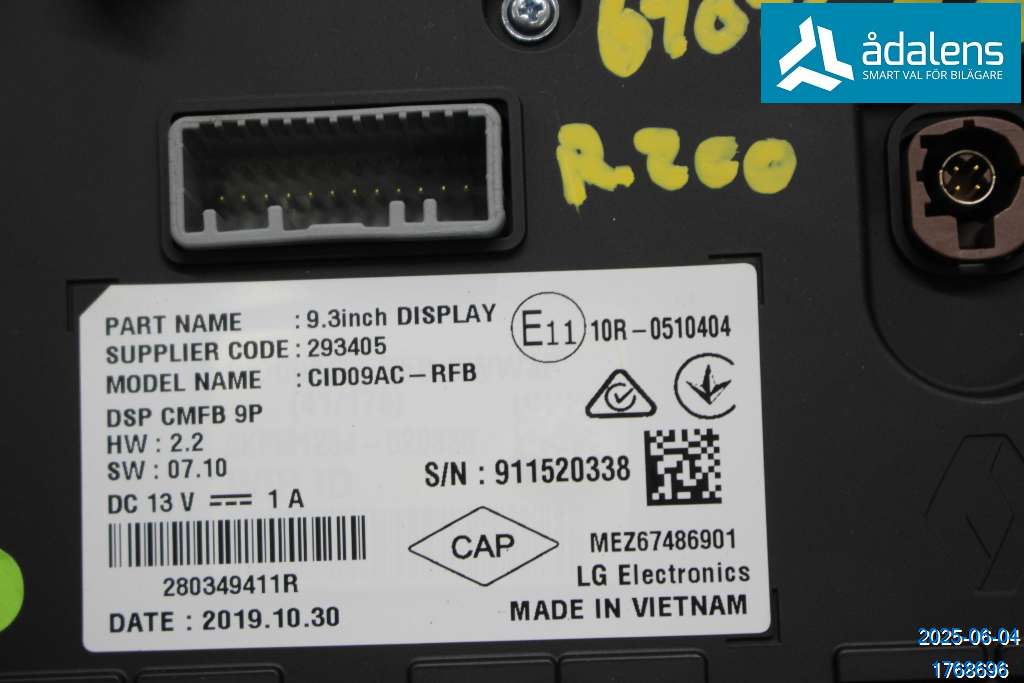 ådalens
SMART VAL FÖR BILÄGARE
R260
PART NAME : 9.3inch DISPLAY
SUPPLIER CODE : 293405
MODEL NAME : CID09AC-RFB
DSP CMFB 9P
HW : 2.2
SW : 07.10
DC 13 V 1 A
280349411R
DATE : 2019.10.30
E11 10R-0510404
S/N : 911520338
CAP
MEZ67486901
LG Electronics
MADE IN VIETNAM
2025-06-04
1768696